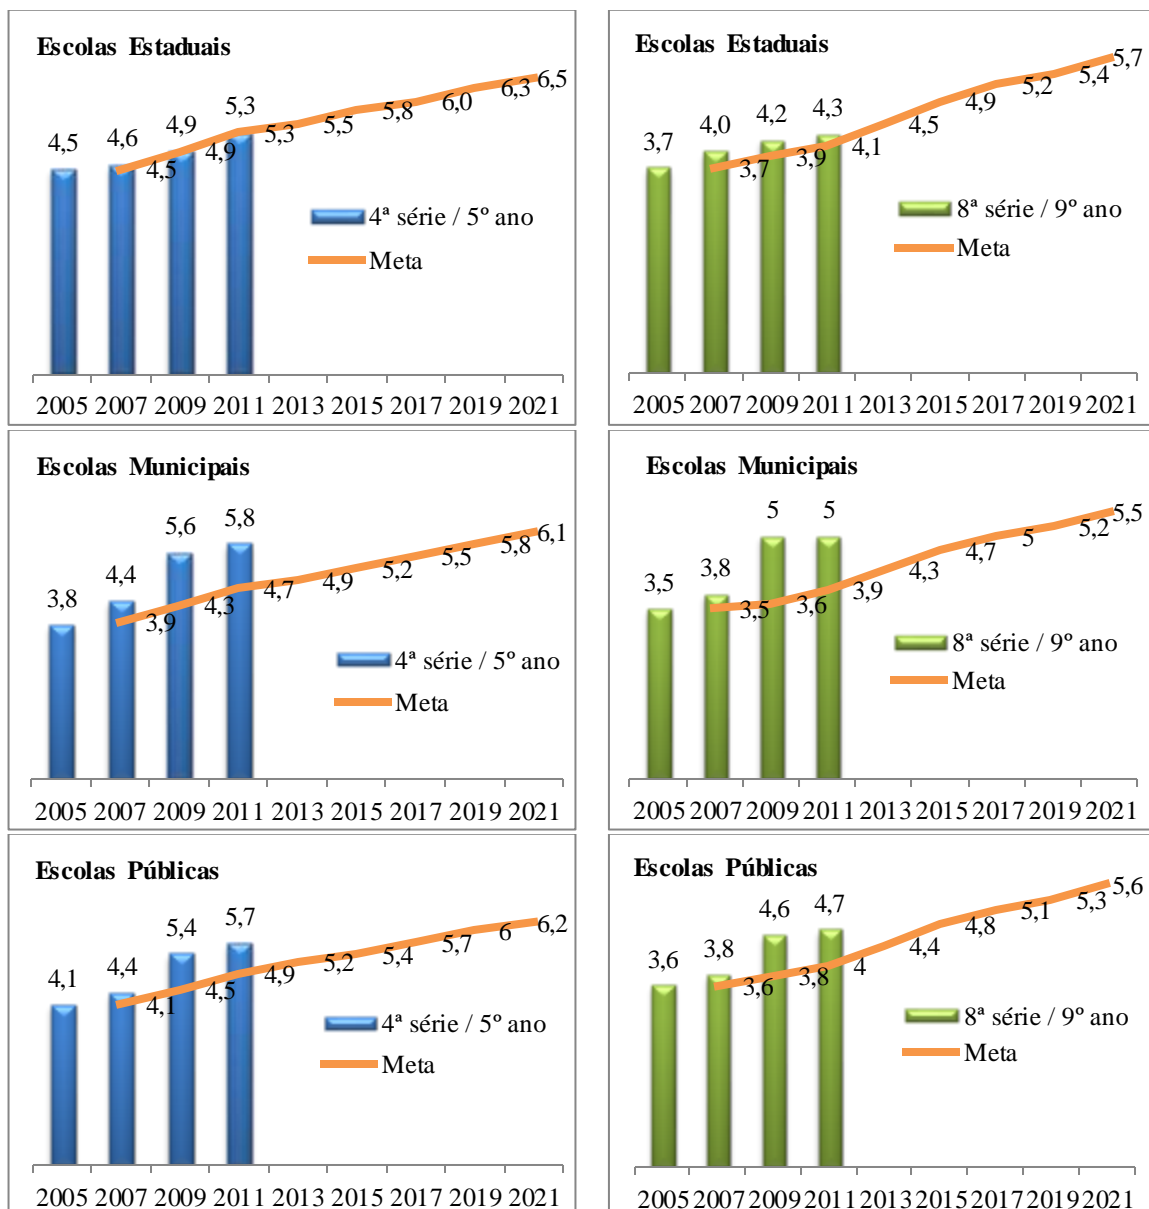 Escolas Estaduais
4,5 4,6 4,9 5,3
4,5 4,9 5,3 5,5 5,8 6,0 6,3 6,5
4ª série / 5º ano
Meta
2005 2007 2009 2011 2013 2015 2017 2019 2021
Escolas Estaduais
3,7 4,0 4,2 4,3
3,7 3,9 4,1 4,5 4,9 5,2 5,4 5,7
8ª série / 9º ano
Meta
2005 2007 2009 2011 2013 2015 2017 2019 2021
Escolas Municipais
3,8 4,4 5,6 5,8
3,9 4,3 4,7 4,9 5,2 5,5 5,8 6,1
4ª série / 5º ano
Meta
2005 2007 2009 2011 2013 2015 2017 2019 2021
Escolas Municipais
3,5 3,8 5 5
3,5 3,6 3,9 4,3 4,7 5 5,2 5,5
8ª série / 9º ano
Meta
2005 2007 2009 2011 2013 2015 2017 2019 2021
Escolas Públicas
4,1 4,4 5,4 5,7
4,1 4,5 4,9 5,2 5,4 5,7 6 6,2
4ª série / 5º ano
Meta
2005 2007 2009 2011 2013 2015 2017 2019 2021
Escolas Públicas
3,6 3,8 4,6 4,7
3,6 3,8 4 4,4 4,8 5,1 5,3 5,6
8ª série / 9º ano
Meta
2005 2007 2009 2011 2013 2015 2017 2019 2021